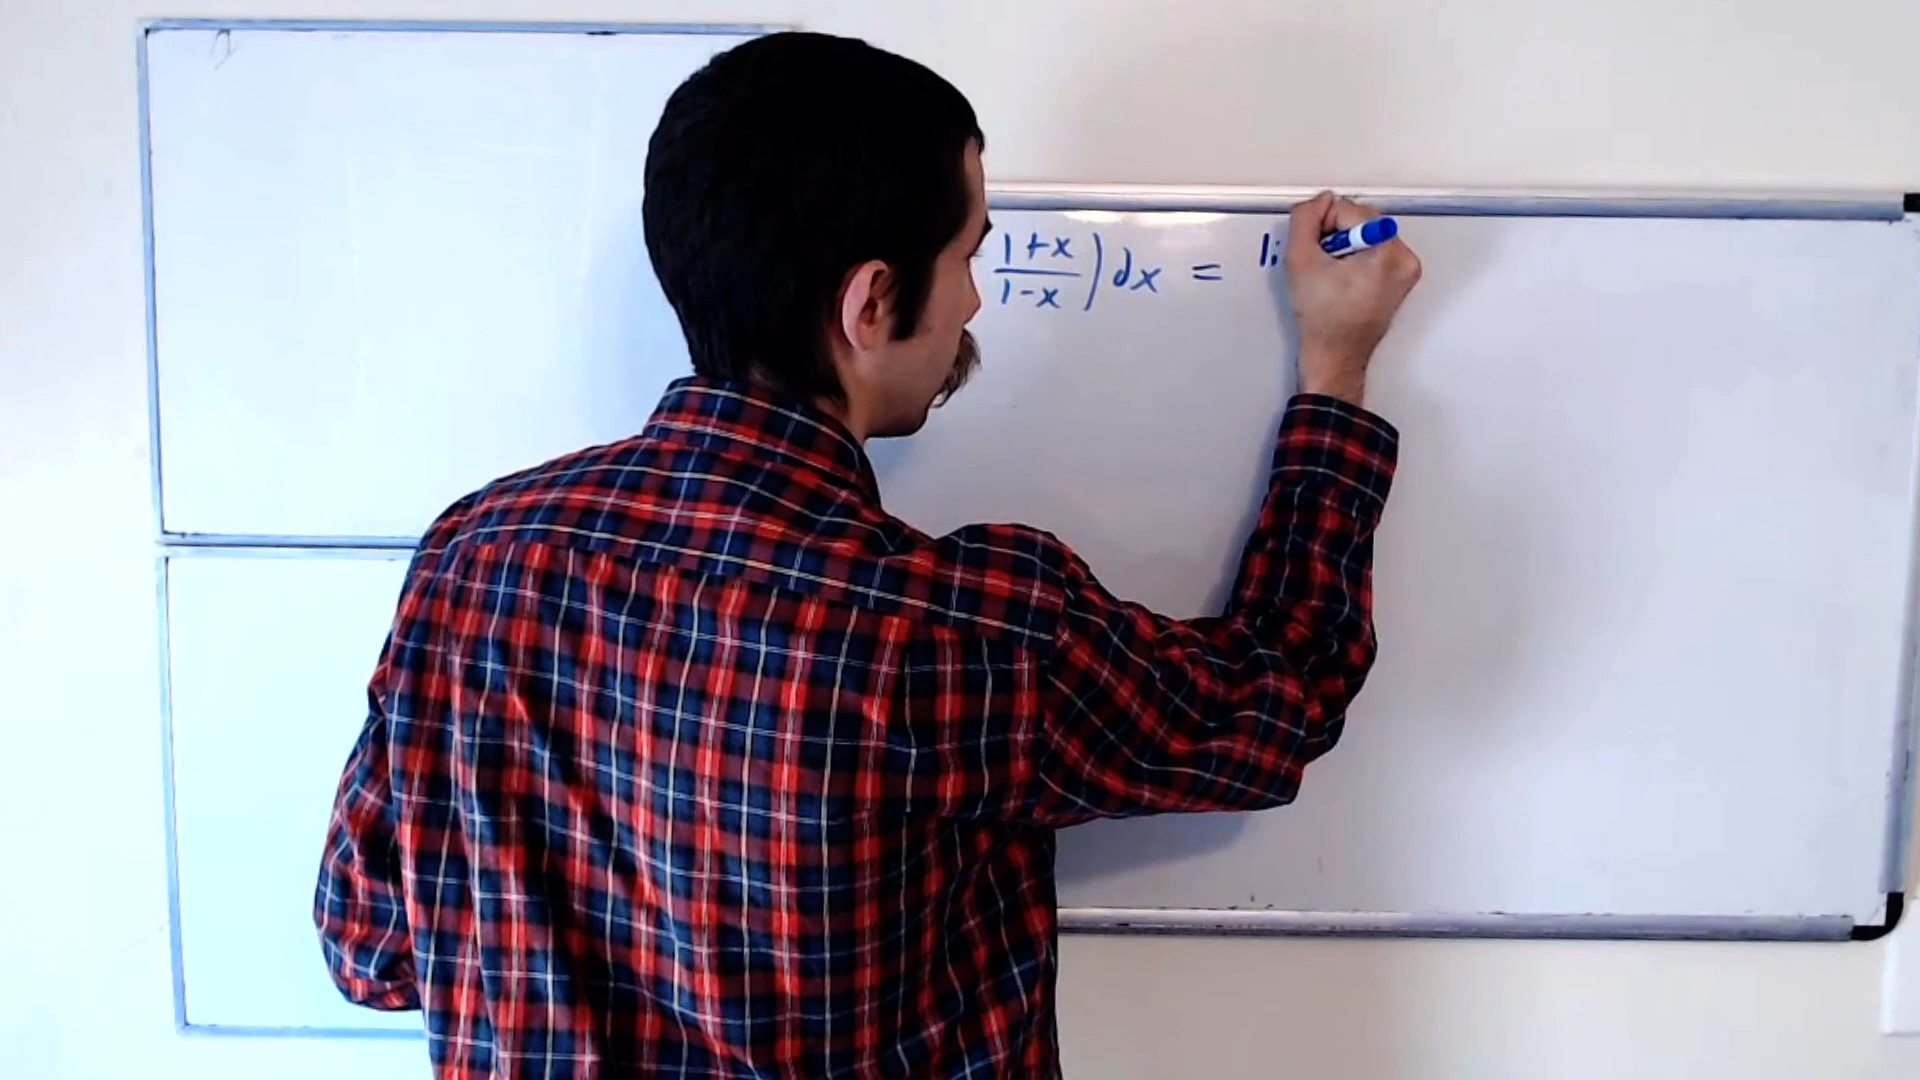 1+x/1-x) dx = li